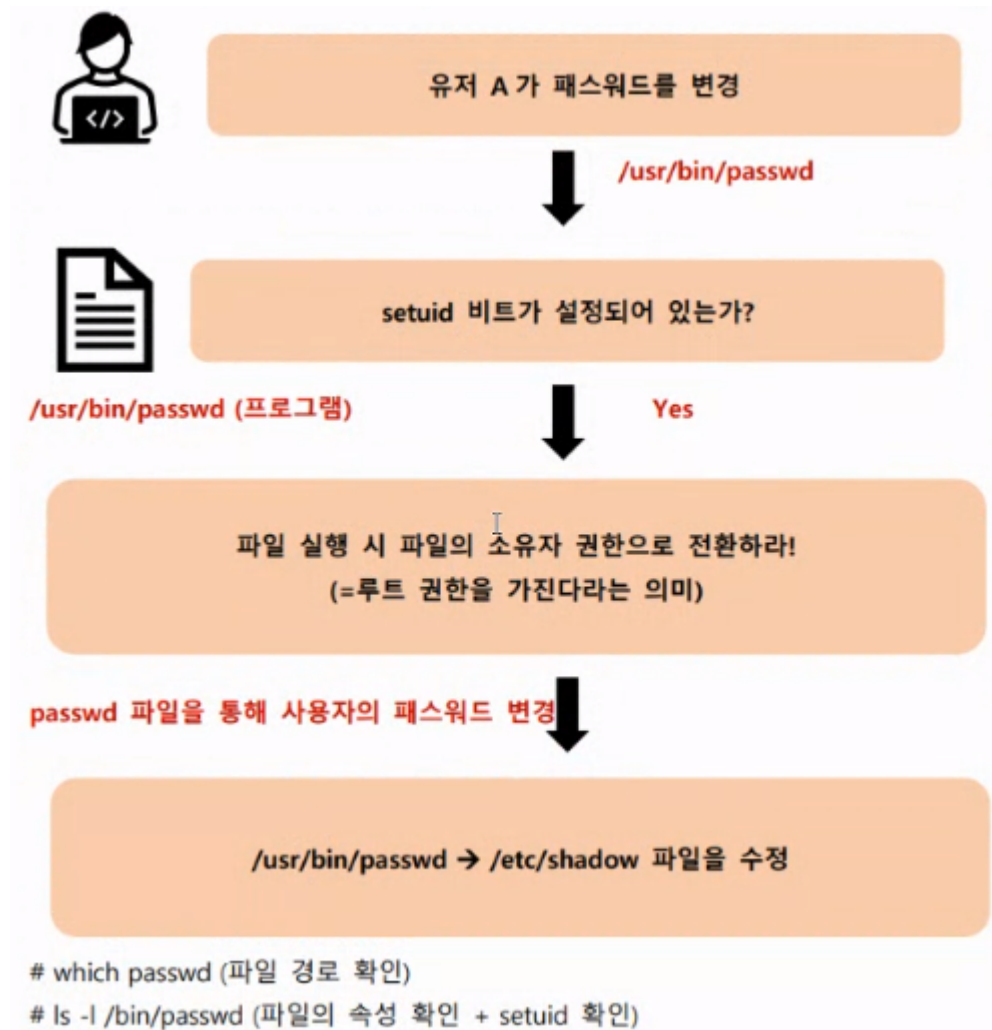 </>
유저 A가 패스워드를 변경
/usr/bin/passwd
setuid 비트가 설정되어 있는가?
/usr/bin/passwd (프로그램)
Yes
파일 실행 시 파일의 소유자 권한으로 전환하라!
(=루트 권한을 가진다라는 의미)
passwd 파일을 통해 사용자의 패스워드 변경
/usr/bin/passwd → /etc/shadow 파일을 수정
# which passwd (파일 경로 확인)
# ls -l /bin/passwd (파일의 속성 확인 + setuid 확인)